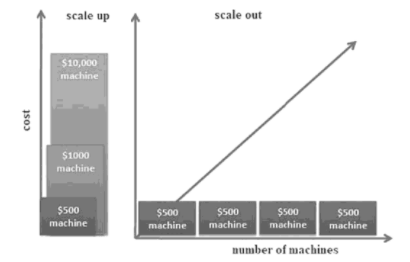 scale up
scale out
cost
$10,000
machine
$1000
machine
$500
machine
$500
machine
$500
machine
$500
machine
$500
machine
number of machines